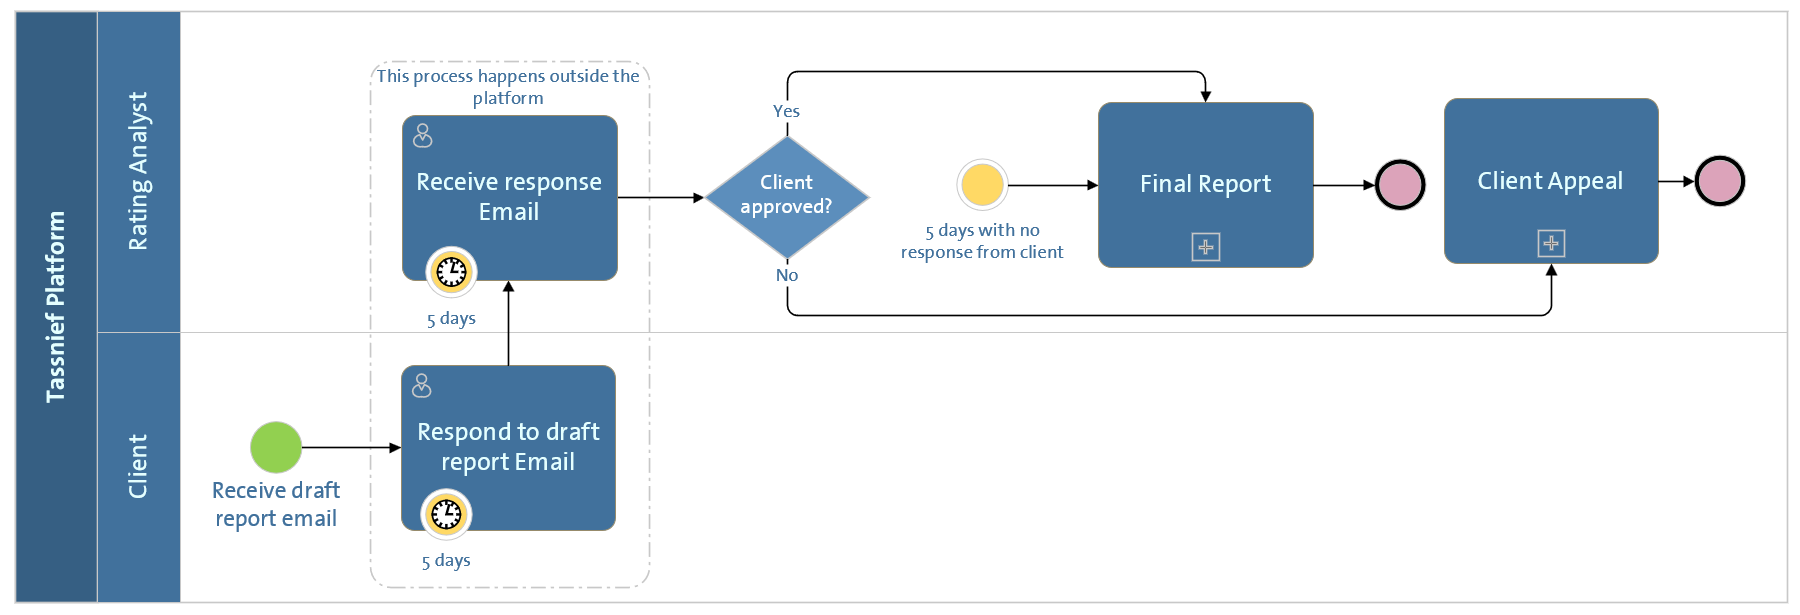 Tassnief Platform
Rating Analyst
Client
This process happens outside the
platform
Receive response
Email
5 days
Client
approved?
Yes
No
5 days with no
response from client
Final Report
Client Appeal
Receive draft
report email
Respond to draft
report Email
5 days